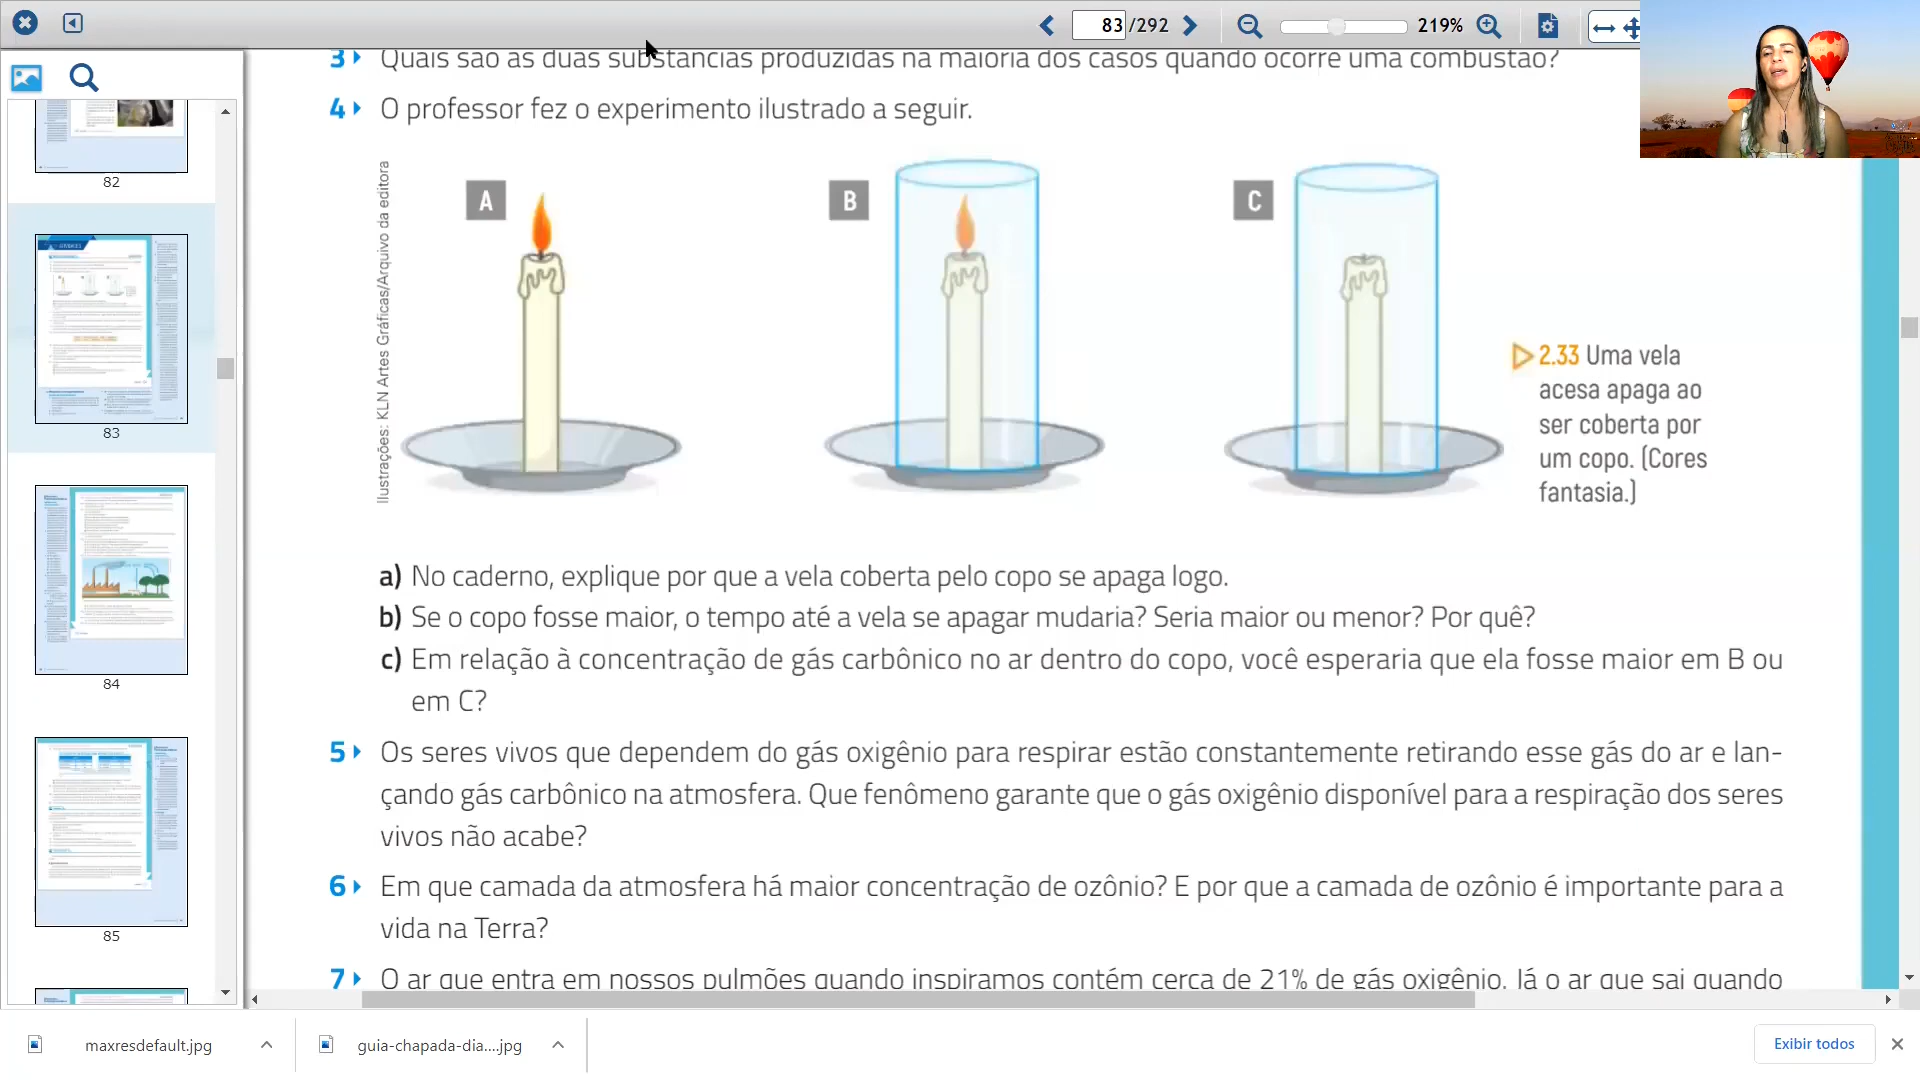 83 /292
219%
3 Quais são as duas substâncias produzidas na maioria dos casos quando ocorre uma combustão?
4 O professor fez o experimento ilustrado a seguir.
Ilustrações: KLN Artes Gráficas/Arquivo da editora
A
B
C
2.33 Uma vela
acesa apaga ao
ser coberta por
um copo. (Cores
fantasia.)
a) No caderno, explique por que a vela coberta pelo copo se apaga logo.
b) Se o copo fosse maior, o tempo até a vela se apagar mudaria? Seria maior ou menor? Por quê?
c) Em relação à concentração de gás carbônico no ar dentro do copo, você esperaria que ela fosse maior em B ou
em C?
5 Os seres vivos que dependem do gás oxigênio para respirar estão constantemente retirando esse gás do ar e lan-
çando gás carbônico na atmosfera. Que fenômeno garante que o gás oxigênio disponível para a respiração dos seres
vivos não acabe?
6 Em que camada da atmosfera há maior concentração de ozônio? E por que a camada de ozônio é importante para a
vida na Terra?
7 O ar que entra em nossos pulmões quando inspiramos contém cerca de 21% de gás oxigênio. Já o ar que sai quando
82
83
84
85
maxresdefault.jpg
guia-chapada-dia....jpg
Exibir todos